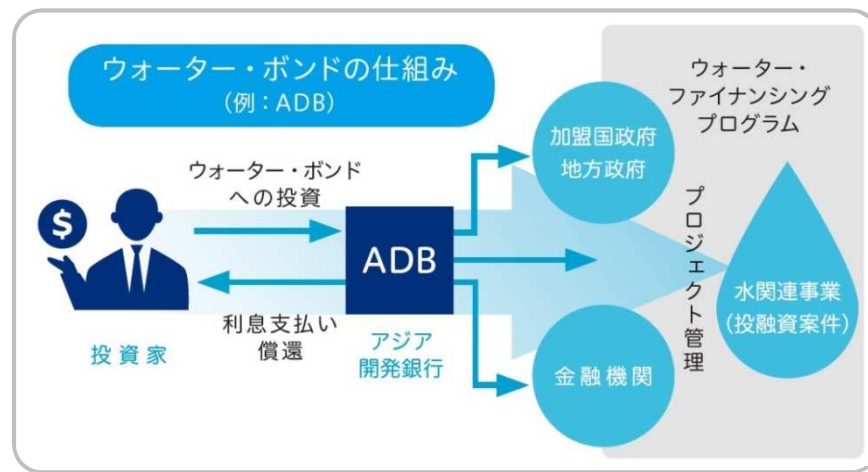 ウォーター・ボンドの仕組み
(例:ADB)
ウォーター・
ファイナンシング
プログラム
加盟国政府
地方政府
ウォーター・ボンド
への投資
$
ADB
プロジェクト管理
水関連事業
(投融資案件)
利息支払い
償還
投資家
アジア
開発銀行
金融機関